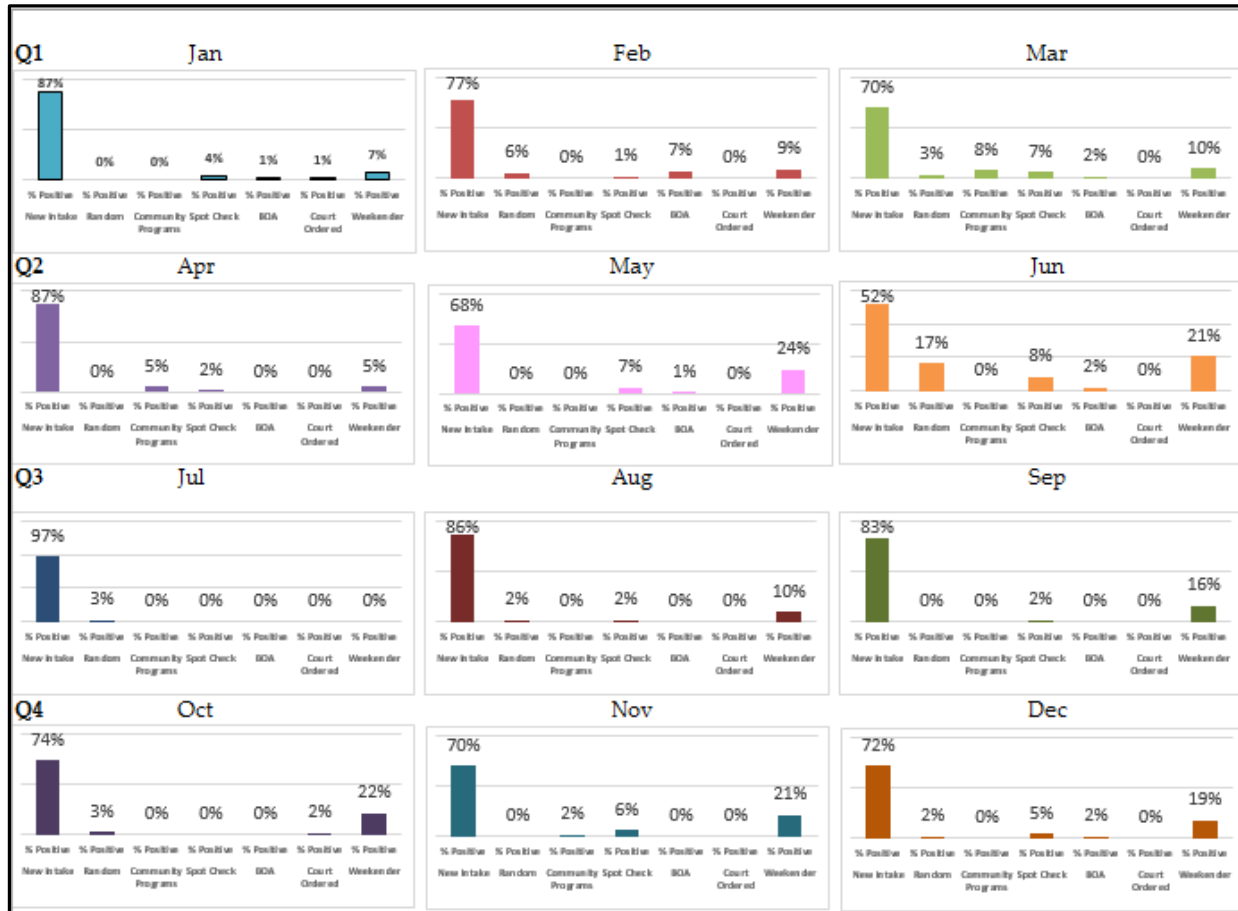 Q1 Jan Feb Mar
87% 0% 0% 4% 1% 1% 7%
% Positive % Positive % Positive % Positive % Positive % Positive % Positive
New Intake Random Community Programs Spot Check BOA Court Ordered Weekender
77% 6% 0% 1% 7% 0% 9%
% Positive % Positive % Positive % Positive % Positive % Positive % Positive
New Intake Random Community Programs Spot Check BOA Court Ordered Weekender
70% 3% 8% 7% 2% 0% 10%
% Positive % Positive % Positive % Positive % Positive % Positive % Positive
New Intake Random Community Programs Spot Check BOA Court Ordered Weekender
Q2 Apr May Jun
87% 0% 5% 2% 0% 0% 5%
% Positive % Positive % Positive % Positive % Positive % Positive % Positive
New Intake Random Community Programs Spot Check BOA Court Ordered Weekender
68% 0% 0% 7% 1% 0% 24%
% Positive % Positive % Positive % Positive % Positive % Positive % Positive
New Intake Random Community Programs Spot Check BOA Court Ordered Weekender
52% 17% 0% 8% 2% 0% 21%
% Positive % Positive % Positive % Positive % Positive % Positive % Positive
New Intake Random Community Programs Spot Check BOA Court Ordered Weekender
Q3 Jul Aug Sep
97% 3% 0% 0% 0% 0% 0%
% Positive % Positive % Positive % Positive % Positive % Positive % Positive
New Intake Random Community Programs Spot Check BOA Court Ordered Weekender
86% 2% 0% 2% 0% 0% 10%
% Positive % Positive % Positive % Positive % Positive % Positive % Positive
New Intake Random Community Programs Spot Check BOA Court Ordered Weekender
83% 0% 0% 2% 0% 0% 16%
% Positive % Positive % Positive % Positive % Positive % Positive % Positive
New Intake Random Community Programs Spot Check BOA Court Ordered Weekender
Q4 Oct Nov Dec
74% 3% 0% 0% 0% 2% 22%
% Positive % Positive % Positive % Positive % Positive % Positive % Positive
New Intake Random Community Programs Spot Check BOA Court Ordered Weekender
70% 0% 2% 6% 0% 0% 21%
% Positive % Positive % Positive % Positive % Positive % Positive % Positive
New Intake Random Community Programs Spot Check BOA Court Ordered Weekender
72% 2% 0% 5% 2% 0% 19%
% Positive % Positive % Positive % Positive % Positive % Positive % Positive
New Intake Random Community Programs Spot Check BOA Court Ordered Weekender